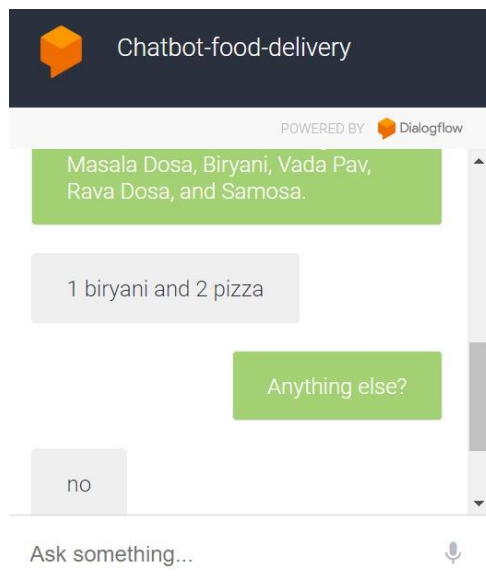 Chatbot-food-delivery
POWERED BY Dialogflow
Masala Dosa, Biryani, Vada Pav,
Rava Dosa, and Samosa.
1 biryani and 2 pizza
Anything else?
no
Ask something...